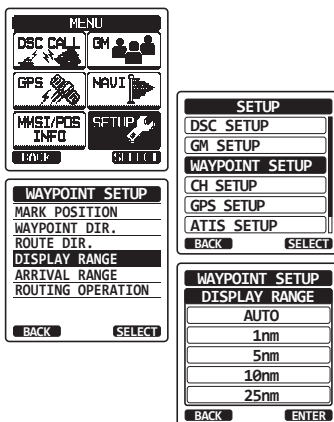 MENU
DSC CALL GM
GPS NAVI
MMSI/POS INFO SETUP
BACK SELECT
SETUP
DSC SETUP
GM SETUP
WAYPOINT SETUP
CH SETUP
GPS SETUP
ATIS SETUP
BACK SELECT
WAYPOINT SETUP
MARK POSITION
WAYPOINT DIR.
ROUTE DIR.
DISPLAY RANGE
ARRIVAL RANGE
ROUTING OPERATION
BACK SELECT
WAYPOINT SETUP
DISPLAY RANGE
AUTO
1nm
5nm
10nm
25nm
BACK ENTER